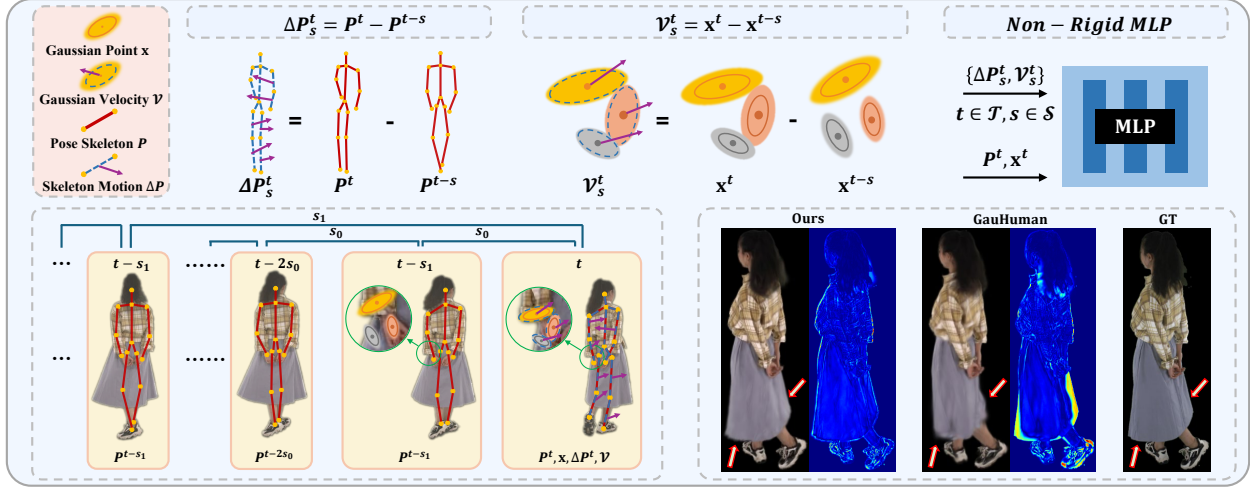 Gaussian Point x
Gaussian Velocity 𝒱
Pose Skeleton P
Skeleton Motion ΔP
ΔP_s^t = P^t − P^{t−s}
=
-
ΔP_s^t
P^t
P^{t−s}
𝒱_s^t = x^t − x^{t−s}
=
-
𝒱_s^t
x^t
x^{t−s}
Non − Rigid MLP
{ΔP_s^t, 𝒱_s^t}
t ∈ 𝒯, s ∈ 𝒮
P^t, x^t
MLP
s_1
s_0
s_0
...
t − s_1
......
t − 2s_0
t − s_1
t
...
......
P^{t−s_1}
P^{t−2s_0}
P^{t−s_1}
P^t, x, ΔP^t, 𝒱
Ours
GauHuman
GT